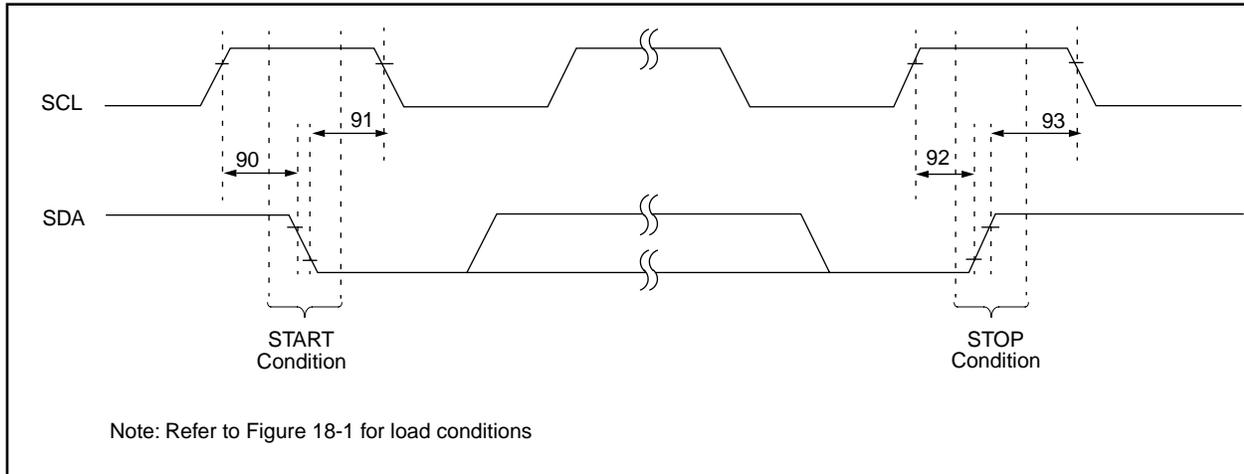 SCL
91
93
90
92
SDA
START
Condition
STOP
Condition
Note: Refer to Figure 18-1 for load conditions